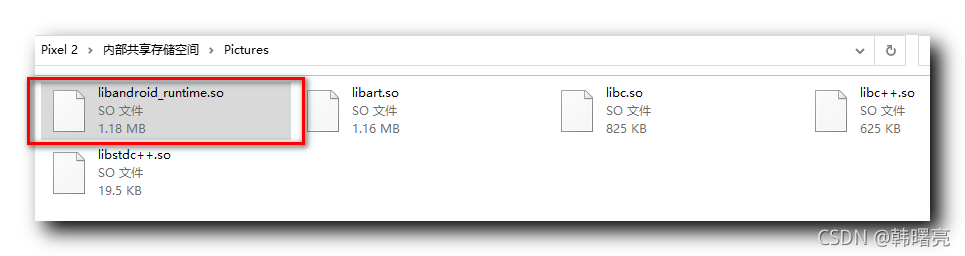 Pixel 2 > 内部共享存储空间 > Pictures
libandroid_runtime.so
SO 文件
1.18 MB
libart.so
SO 文件
1.16 MB
libc.so
SO 文件
825 KB
libc++.so
SO 文件
625 KB
libstdc++.so
SO 文件
19.5 KB
CSDN @韩曙亮